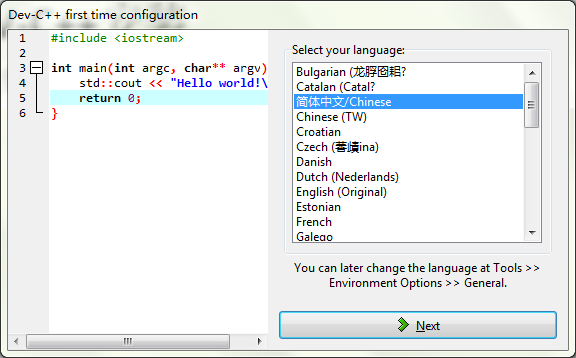 Dev-C++ first time configuration
1 #include <iostream>
2
3 int main(int argc, char** argv)
4 std::cout << "Hello world!\
5 return 0;
6 }
Select your language:
Bulgarian (龙脬囵耜?
Catalan (Catal?
简体中文/Chinese
Chinese (TW)
Croatian
Czech (萫ina)
Danish
Dutch (Nederlands)
English (Original)
Estonian
French
Galego
You can later change the language at Tools >>
Environment Options >> General.
Next